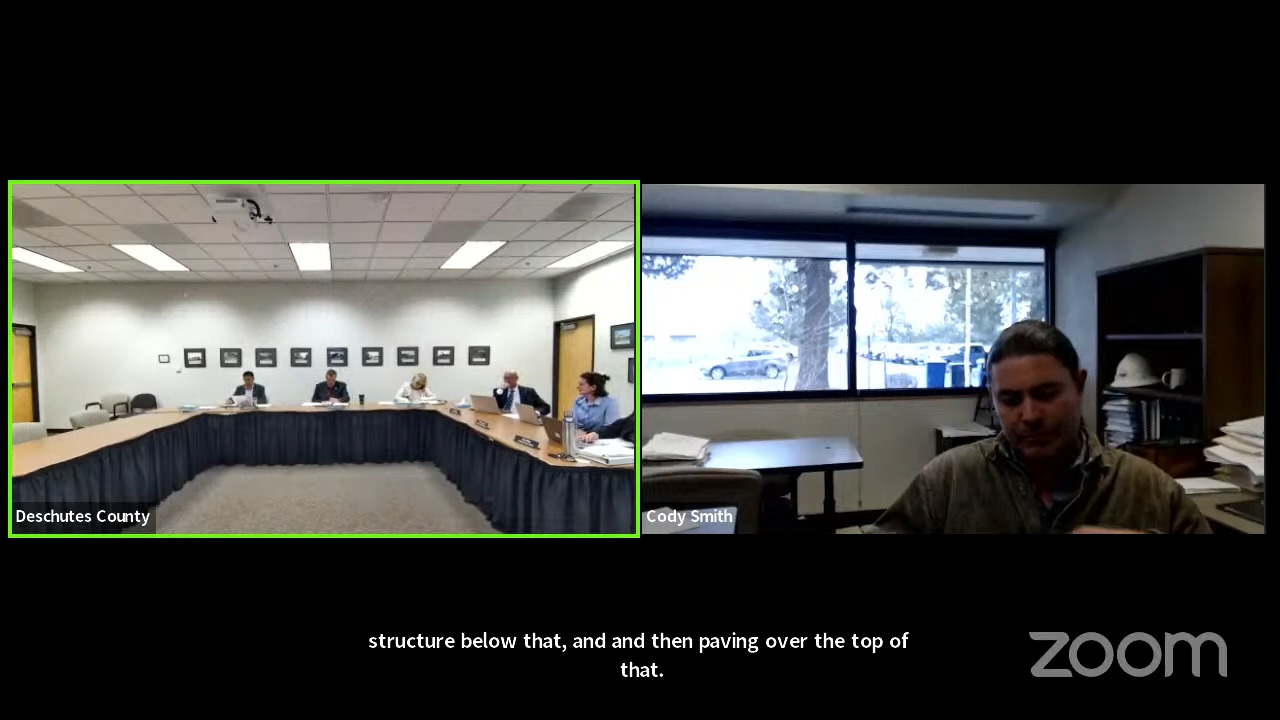 Deschutes County
Cody Smith
structure below that, and and then paving over the top of
that.
zoom